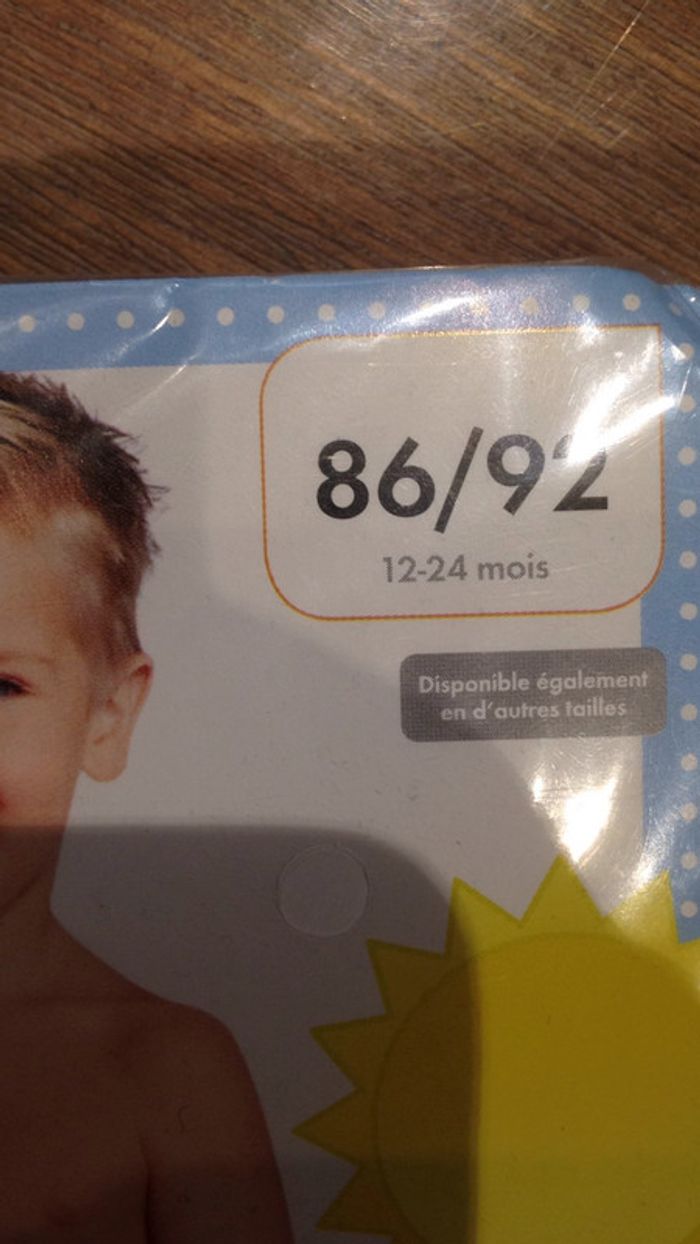 86/92
12-24 mois
Disponible également
en d'autres tailles